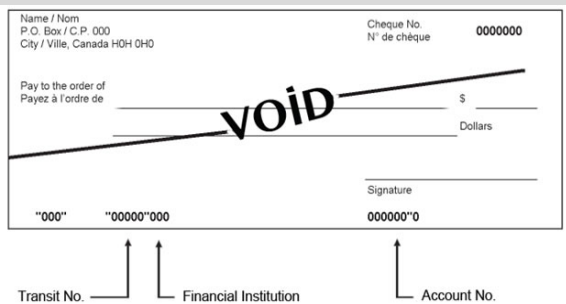 Name / Nom
P.O. Box / C.P. 000
City / Ville, Canada H0H 0H0
Cheque No.
N° de chèque
0000000
Pay to the order of
Payez à l'ordre de
$
VOID
Dollars
Signature
"000" "00000"000 000000"0
Transit No. Financial Institution Account No.